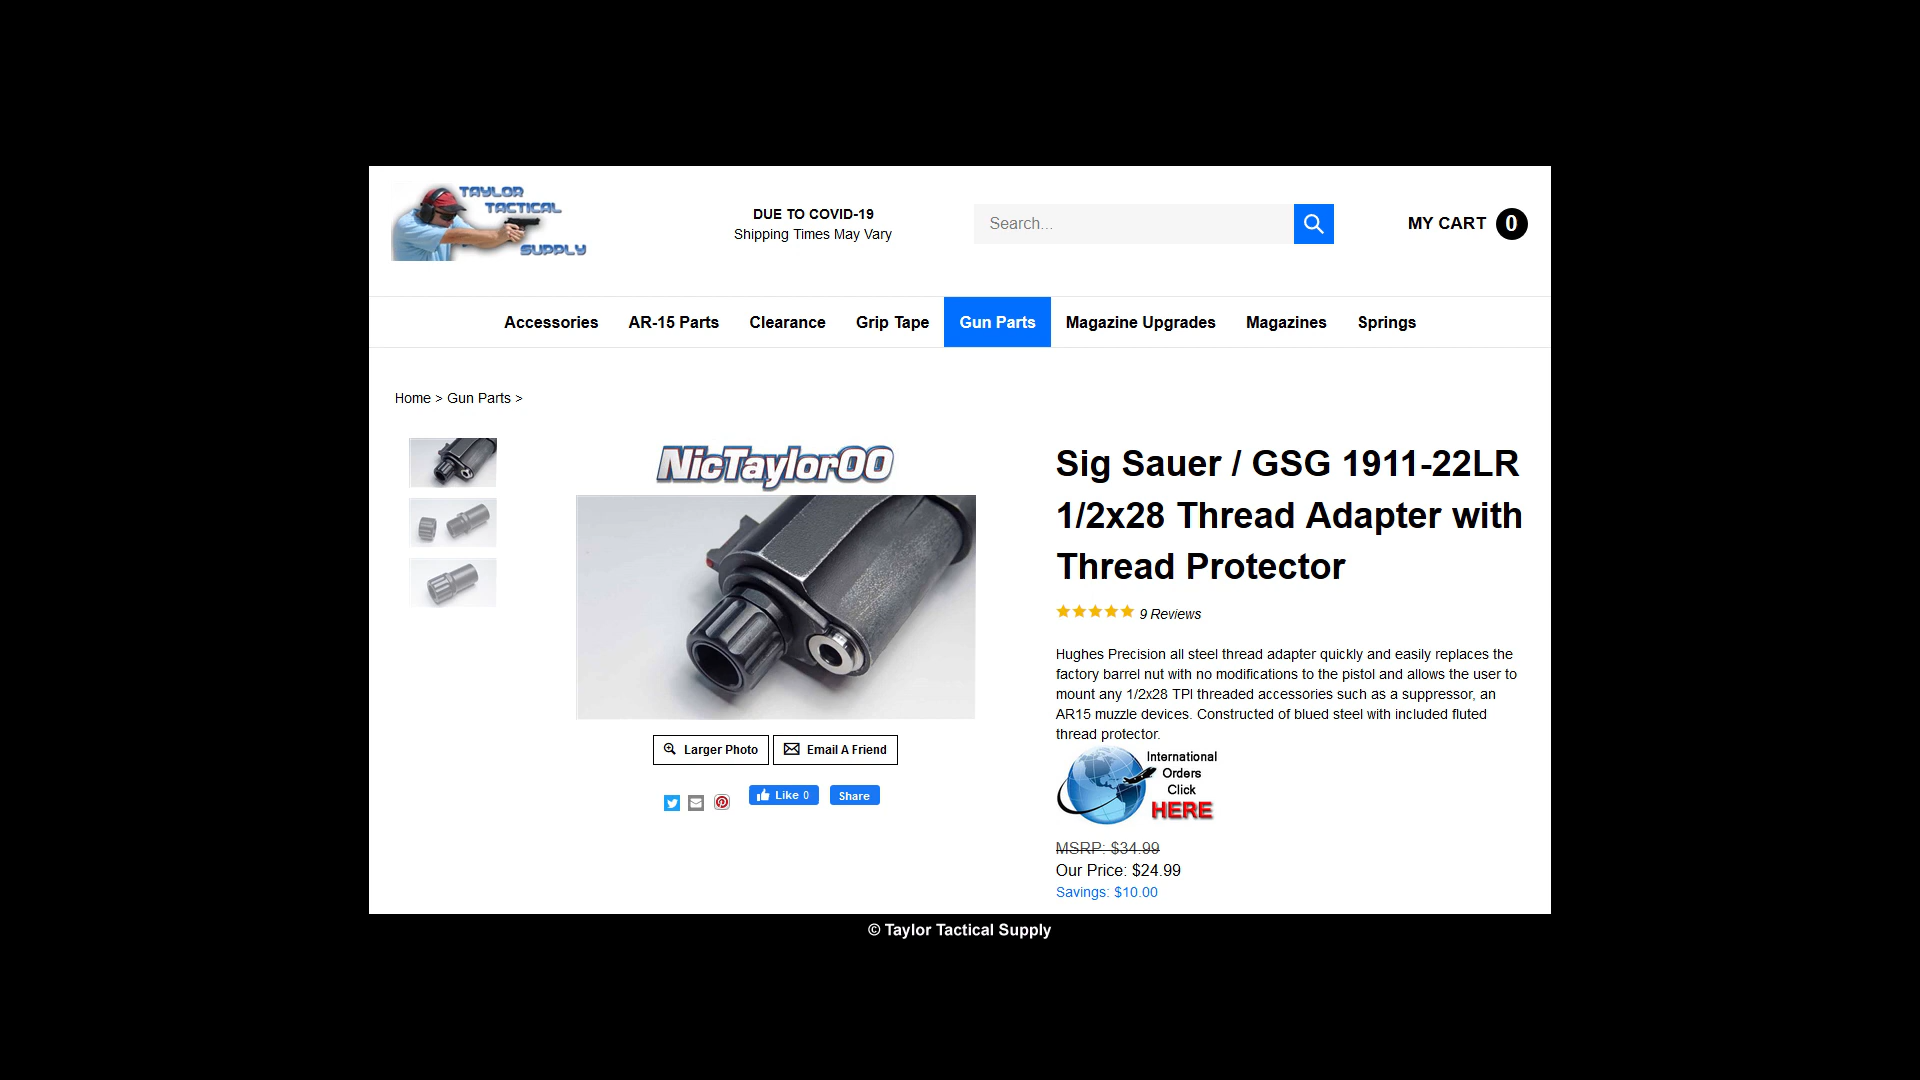 TAYLOR
TACTICAL
SUPPLY
DUE TO COVID-19
Shipping Times May Vary
Search...
MY CART 0
Accessories AR-15 Parts Clearance Grip Tape Gun Parts Magazine Upgrades Magazines Springs
Home > Gun Parts >
NicTaylor00
Larger Photo Email A Friend
Like 0 Share
Sig Sauer / GSG 1911-22LR
1/2x28 Thread Adapter with
Thread Protector
9 Reviews
Hughes Precision all steel thread adapter quickly and easily replaces the
factory barrel nut with no modifications to the pistol and allows the user to
mount any 1/2x28 TPI threaded accessories such as a suppressor, an
AR15 muzzle devices. Constructed of blued steel with included fluted
thread protector.
International
Orders
Click
HERE
MSRP: $34.99
Our Price: $24.99
Savings: $10.00
© Taylor Tactical Supply